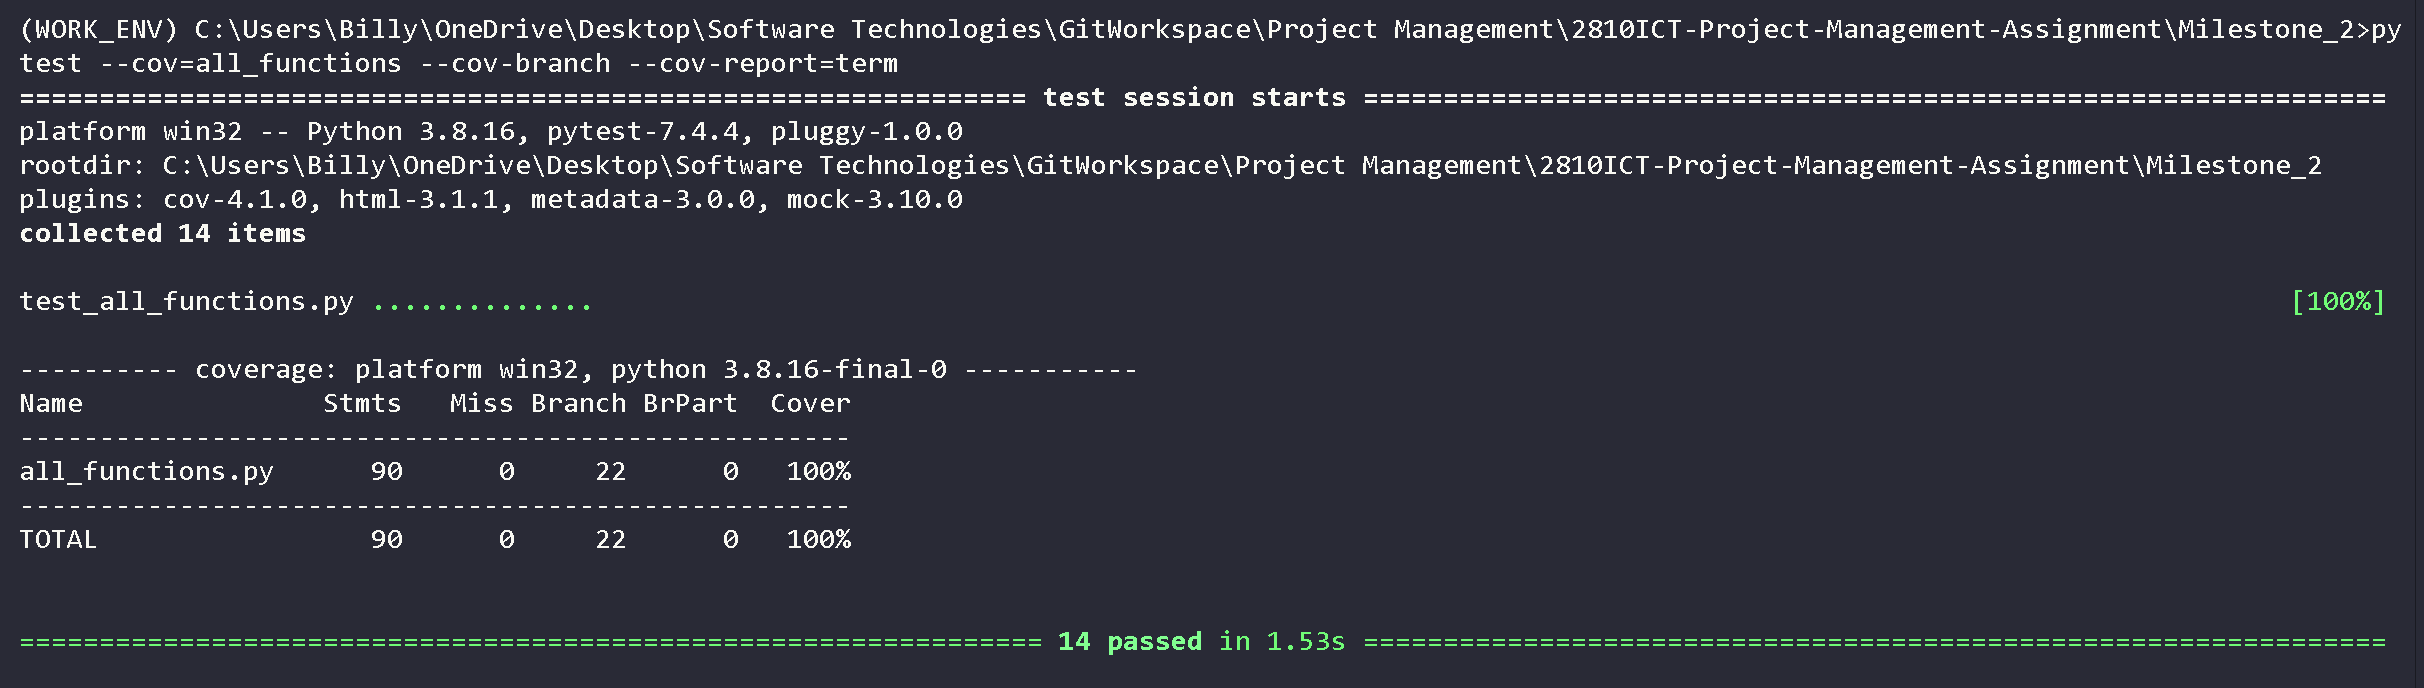 (WORK_ENV) C:\Users\Billy\OneDrive\Desktop\Software Technologies\GitWorkspace\Project Management\2810ICT-Project-Management-Assignment\Milestone_2>py
test --cov=all_functions --cov-branch --cov-report=term
=============================================================== test session starts ================================================================
platform win32 -- Python 3.8.16, pytest-7.4.4, pluggy-1.0.0
rootdir: C:\Users\Billy\OneDrive\Desktop\Software Technologies\GitWorkspace\Project Management\2810ICT-Project-Management-Assignment\Milestone_2
plugins: cov-4.1.0, html-3.1.1, metadata-3.0.0, mock-3.10.0
collected 14 items
test_all_functions.py .............. [100%]
---------- coverage: platform win32, python 3.8.16-final-0 -----------
Name Stmts Miss Branch BrPart Cover
----------------------------------------------------
all_functions.py 90 0 22 0 100%
----------------------------------------------------
TOTAL 90 0 22 0 100%
================================================================ 14 passed in 1.53s ================================================================